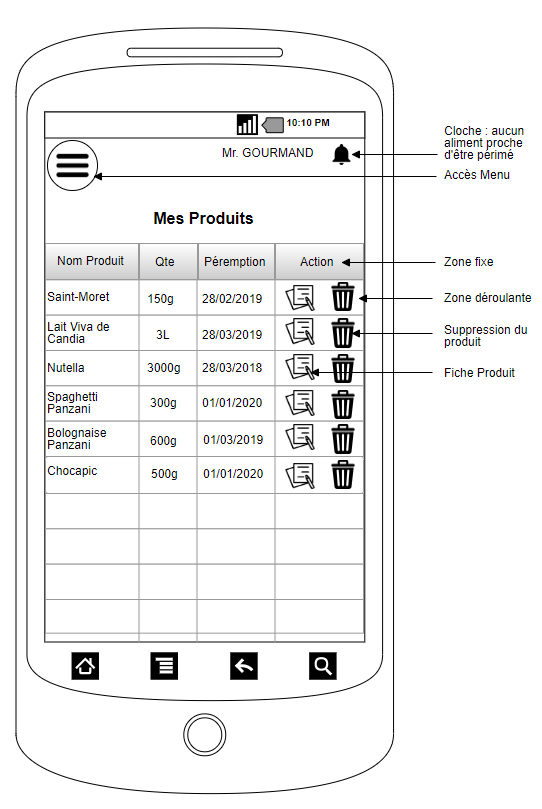 10:10 PM
Mr. GOURMAND
Cloche : aucun
aliment proche
d'être périmé
Accès Menu
Mes Produits
Nom Produit Qte Péremption Action
Zone fixe
Saint-Moret 150g 28/02/2019
Zone déroulante
Lait Viva de
Candia 3L 28/03/2019
Suppression du
produit
Nutella 3000g 28/03/2018
Fiche Produit
Spaghetti
Panzani 300g 01/01/2020
Bolognaise
Panzani 600g 01/03/2019
Chocapic 500g 01/01/2020